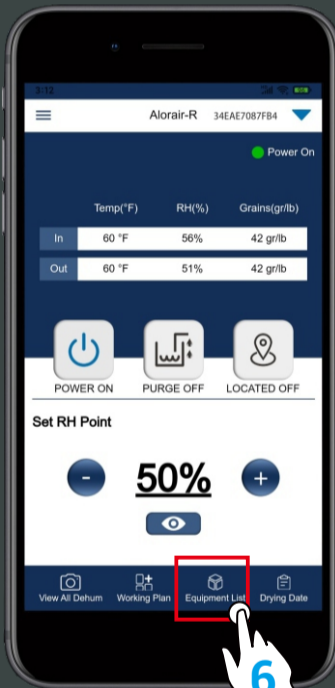 3:12
Alorair-R 34EAE7087FB4
Power On
Temp(°F) RH(%) Grains(gr/lb)
In 60 °F 56% 42 gr/lb
Out 60 °F 51% 42 gr/lb
POWER ON PURGE OFF LOCATED OFF
Set RH Point
- 50% +
View All Dehum Working Plan Equipment List Drying Date
6